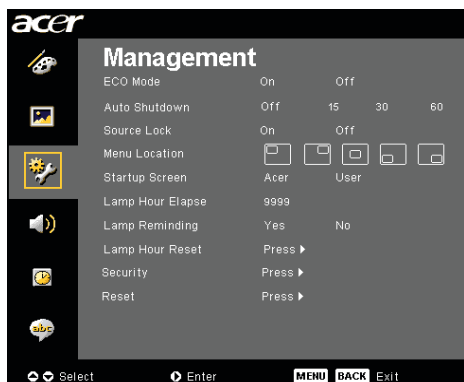 acer
Management
ECO Mode On Off
Auto Shutdown Off 15 30 60
Source Lock On Off
Menu Location
Startup Screen Acer User
Lamp Hour Elapse 9999
Lamp Reminding Yes No
Lamp Hour Reset Press
Security Press
Reset Press
abc
Select Enter MENU BACK Exit